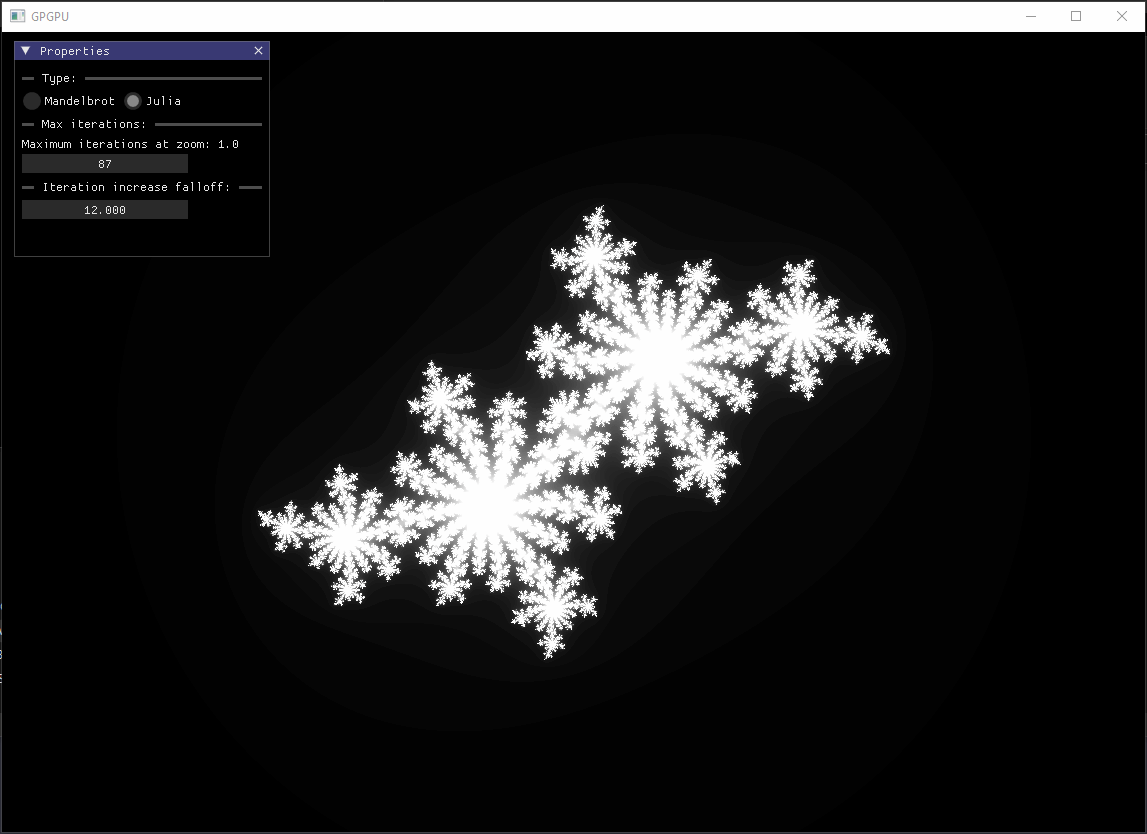 GPGPU
Properties
Type:
Mandelbrot Julia
Max iterations:
Maximum iterations at zoom: 1.0
87
Iteration increase falloff:
12.000